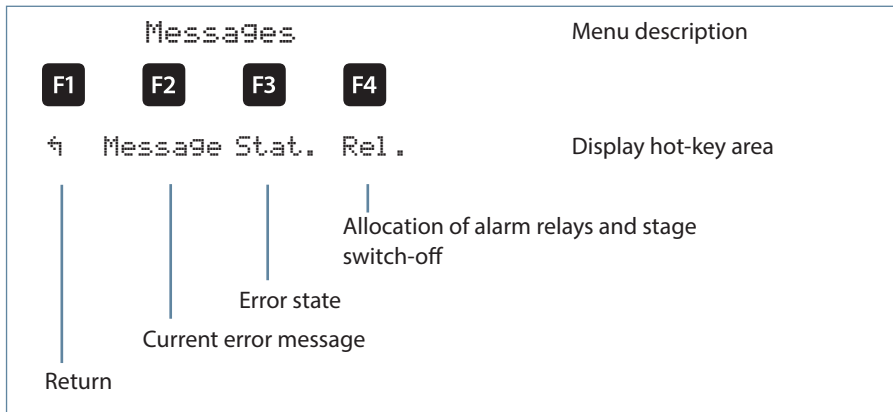 Messages Menu description
F1 F2 F3 F4
↰ Message Stat. Rel. Display hot-key area
Allocation of alarm relays and stage
switch-off
Error state
Current error message
Return